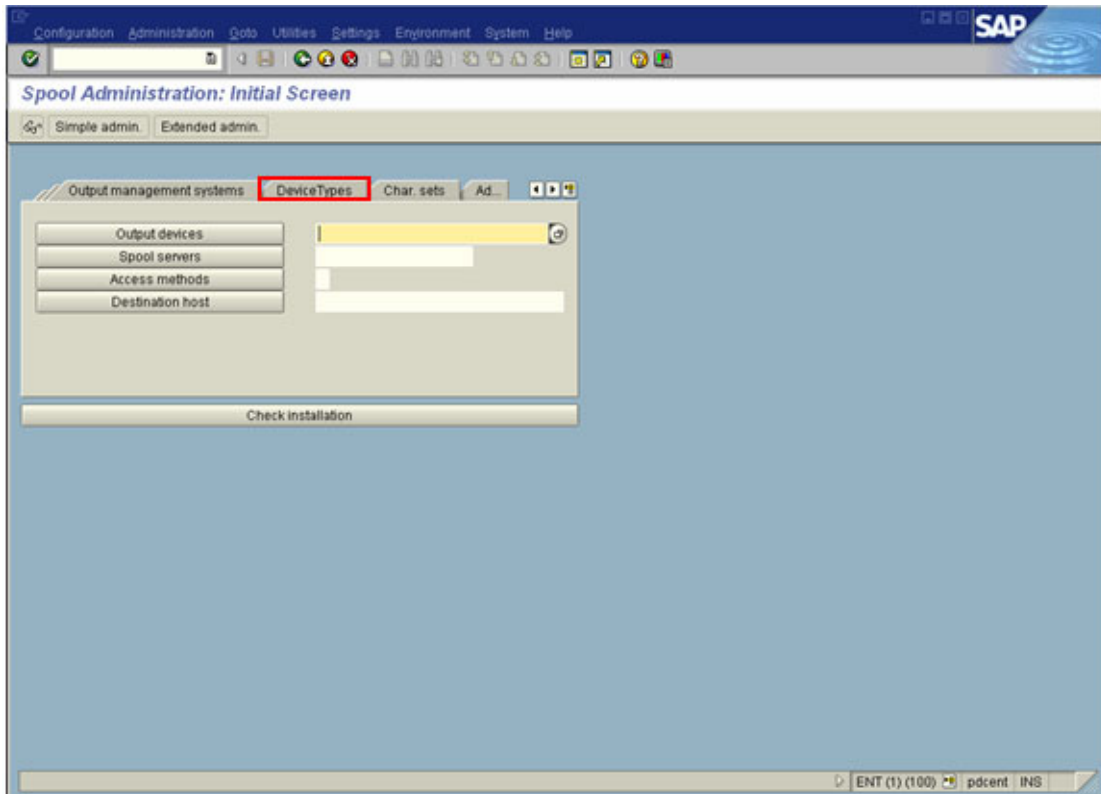 Configuration Administration Goto Utilities Settings Environment System Help
SAP
Spool Administration: Initial Screen
Simple admin. Extended admin.
Output management systems DeviceTypes Char. sets Ad...
Output devices
Spool servers
Access methods
Destination host
Check installation
ENT (1) (100) pdcent INS